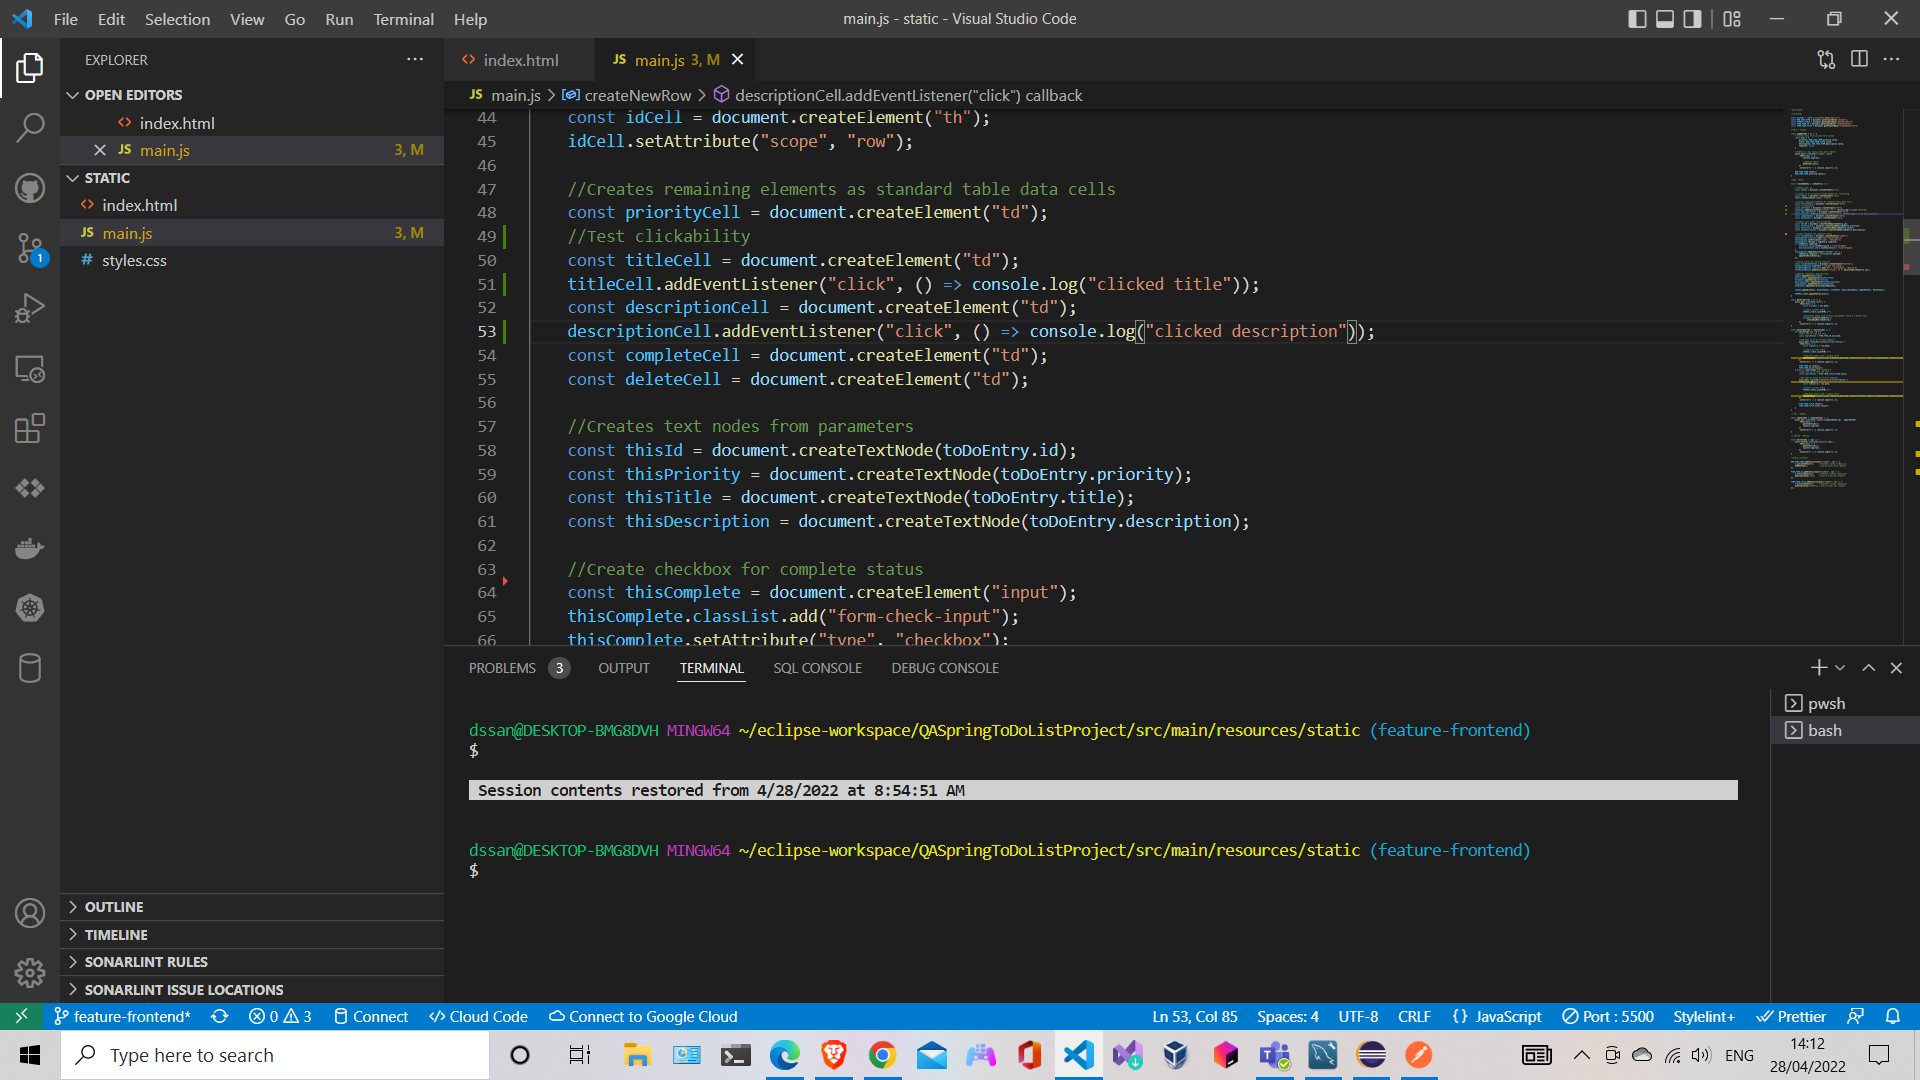 File Edit Selection View Go Run Terminal Help
main.js - static - Visual Studio Code
EXPLORER
OPEN EDITORS
index.html
JS main.js 3, M
STATIC
index.html
JS main.js 3, M
# styles.css
OUTLINE
TIMELINE
SONARLINT RULES
SONARLINT ISSUE LOCATIONS
index.html
JS main.js 3, M
JS main.js > createNewRow > descriptionCell.addEventListener("click") callback
44 const idCell = document.createElement("th");
45 idCell.setAttribute("scope", "row");
46
47 //Creates remaining elements as standard table data cells
48 const priorityCell = document.createElement("td");
49 //Test clickability
50 const titleCell = document.createElement("td");
51 titleCell.addEventListener("click", () => console.log("clicked title"));
52 const descriptionCell = document.createElement("td");
53 descriptionCell.addEventListener("click", () => console.log("clicked description"));
54 const completeCell = document.createElement("td");
55 const deleteCell = document.createElement("td");
56
57 //Creates text nodes from parameters
58 const thisId = document.createTextNode(toDoEntry.id);
59 const thisPriority = document.createTextNode(toDoEntry.priority);
60 const thisTitle = document.createTextNode(toDoEntry.title);
61 const thisDescription = document.createTextNode(toDoEntry.description);
62
63 //Create checkbox for complete status
64 const thisComplete = document.createElement("input");
65 thisComplete.classList.add("form-check-input");
66 thisComplete.setAttribute("type", "checkbox");
PROBLEMS 3 OUTPUT TERMINAL SQL CONSOLE DEBUG CONSOLE
dssan@DESKTOP-BMG8DVH MINGW64 ~/eclipse-workspace/QASpringToDoListProject/src/main/resources/static (feature-frontend)
$
Session contents restored from 4/28/2022 at 8:54:51 AM
dssan@DESKTOP-BMG8DVH MINGW64 ~/eclipse-workspace/QASpringToDoListProject/src/main/resources/static (feature-frontend)
$
pwsh
bash
1
feature-frontend* 0 3 Connect Cloud Code Connect to Google Cloud
Ln 53, Col 85 Spaces: 4 UTF-8 CRLF {} JavaScript Port : 5500 Stylelint+ Prettier
Type here to search
ENG
14:12
28/04/2022